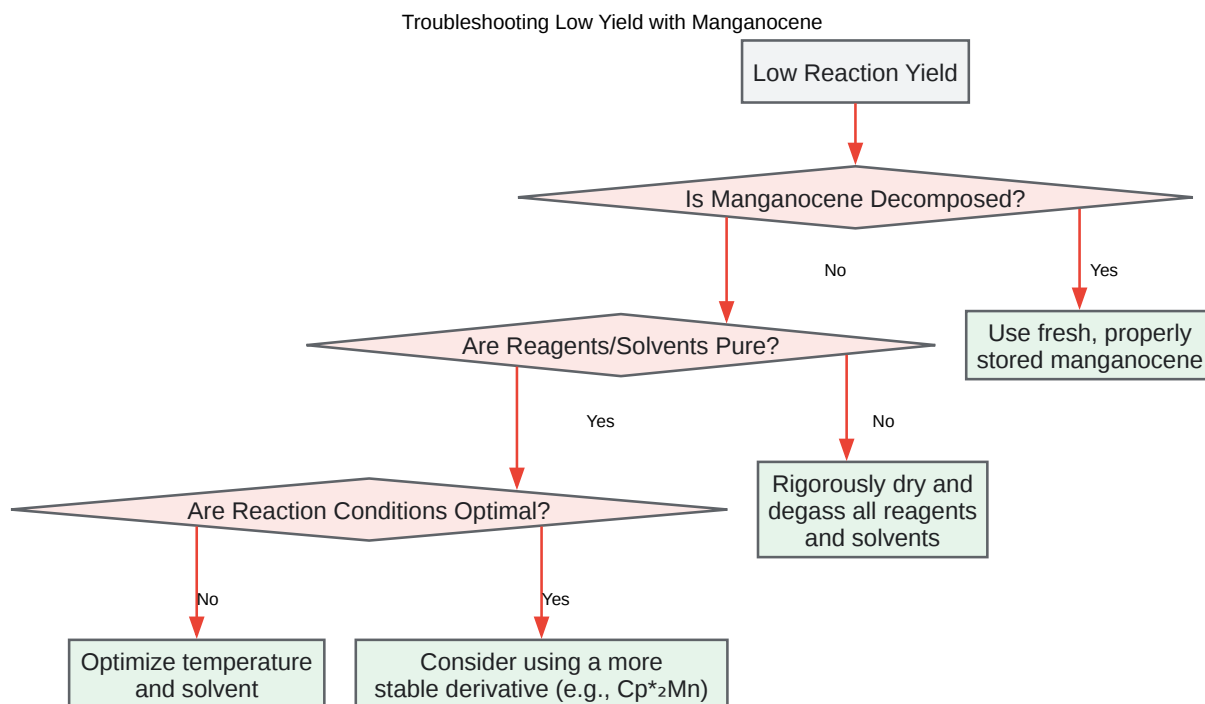 Troubleshooting Low Yield with Manganocene
Low Reaction Yield
Is Manganocene Decomposed?
No
Yes
Use fresh, properly
stored manganocene
Are Reagents/Solvents Pure?
Yes
No
Rigorously dry and
degass all reagents
and solvents
Are Reaction Conditions Optimal?
No
Yes
Optimize temperature
and solvent
Consider using a more
stable derivative (e.g., Cp*₂Mn)